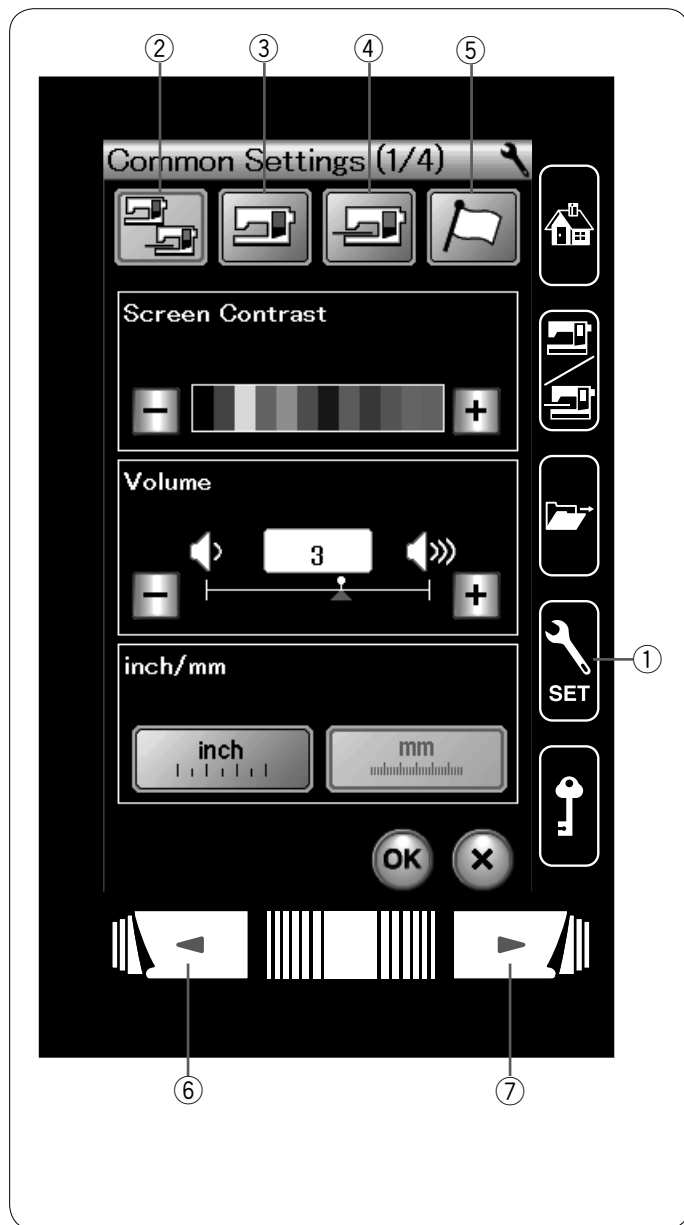 ② ③ ④ ⑤
Common Settings (1/4)
Screen Contrast
− +
Volume
3
− +
inch/mm
inch mm
①
SET
OK ×
⑥ ⑦